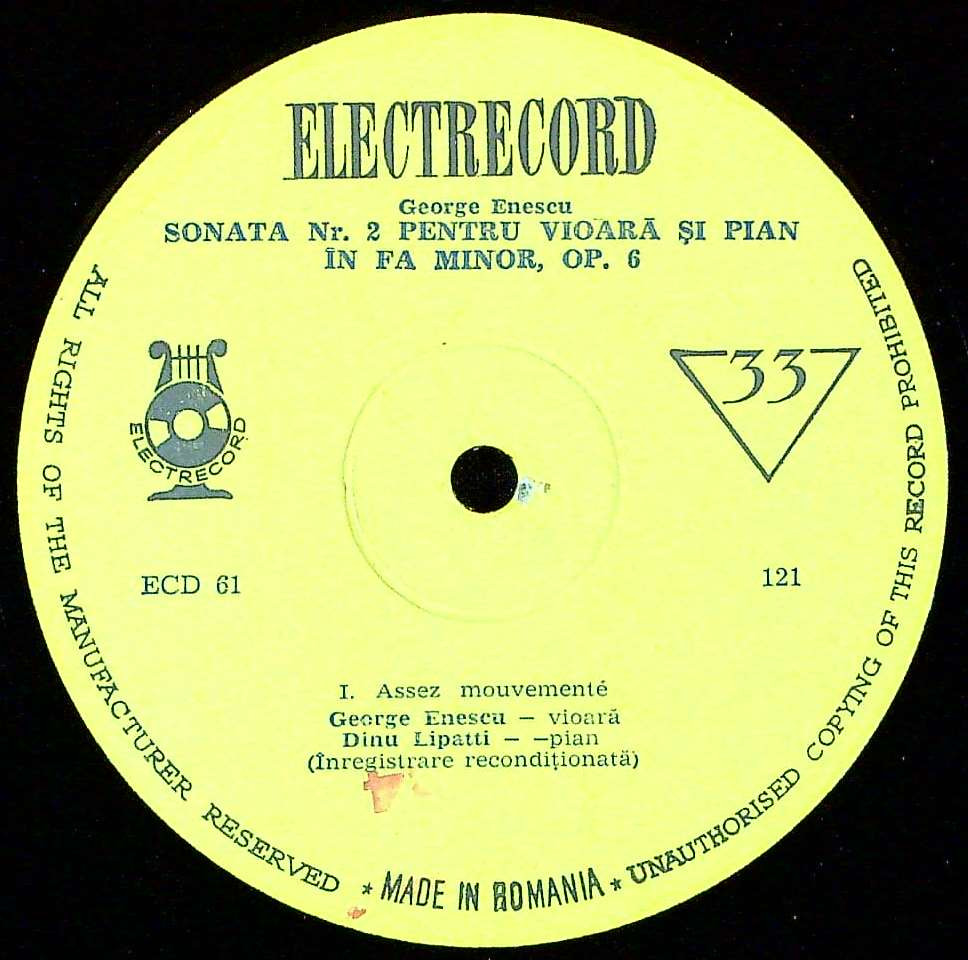 ELECTRECORD
George Enescu
SONATA Nr. 2 PENTRU VIOARĂ ŞI PIAN
ÎN FA MINOR, OP. 6
ELECTRECORD
33
ECD 61
121
I. Assez mouvementé
George Enescu — vioară
Dinu Lipatti — —pian
(Înregistrare recondiţionată)
ALL RIGHTS OF THE MANUFACTURER RESERVED * MADE IN ROMANIA * UNAUTHORISED COPYING OF THIS RECORD PROHIBITED